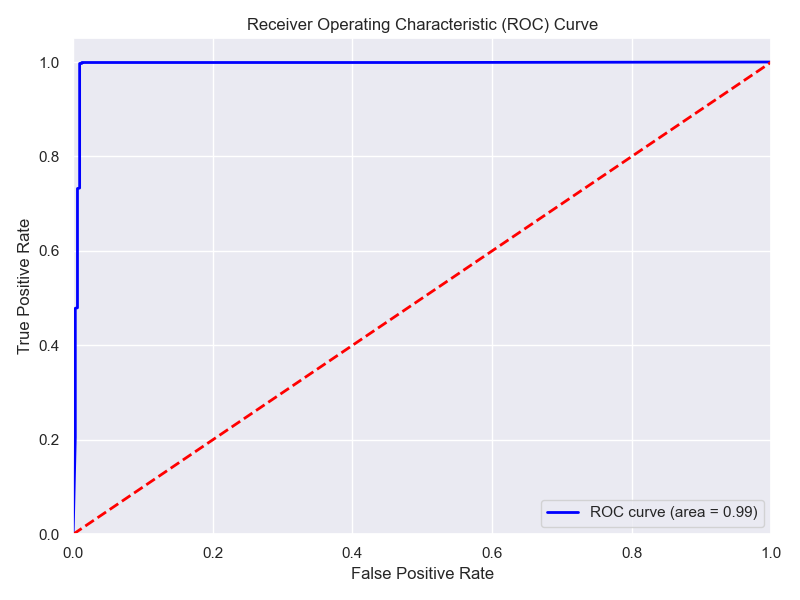 Receiver Operating Characteristic (ROC) Curve
True Positive Rate
1.0
0.8
0.6
0.4
0.2
0.0
0.0 0.2 0.4 0.6 0.8 1.0
False Positive Rate
ROC curve (area = 0.99)